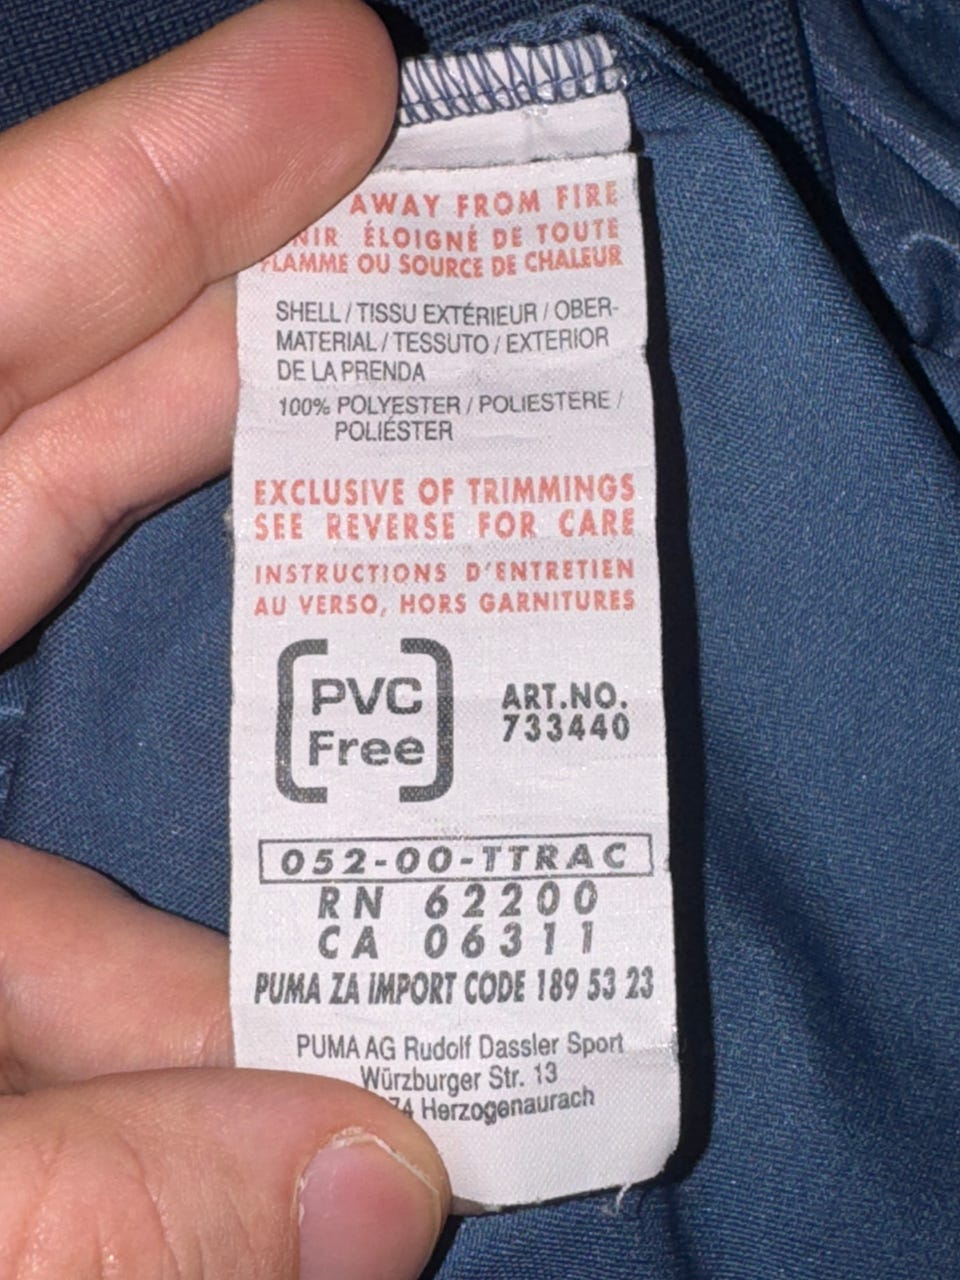 AWAY FROM FIRE
ÉLOIGNÉ DE TOUTE
FLAMME OU SOURCE DE CHALEUR
SHELL / TISSU EXTÉRIEUR / OBER-
MATERIAL / TESSUTO / EXTERIOR
DE LA PRENDA
100% POLYESTER / POLIESTERE /
POLIÉSTER
EXCLUSIVE OF TRIMMINGS
SEE REVERSE FOR CARE
INSTRUCTIONS D'ENTRETIEN
AU VERSO, HORS GARNITURES
PVC
Free
ART.NO.
733440
052-00-TTRAC
RN 62200
CA 06311
PUMA ZA IMPORT CODE 189 53 23
PUMA AG Rudolf Dassler Sport
Würzburger Str. 13
Herzogenaurach